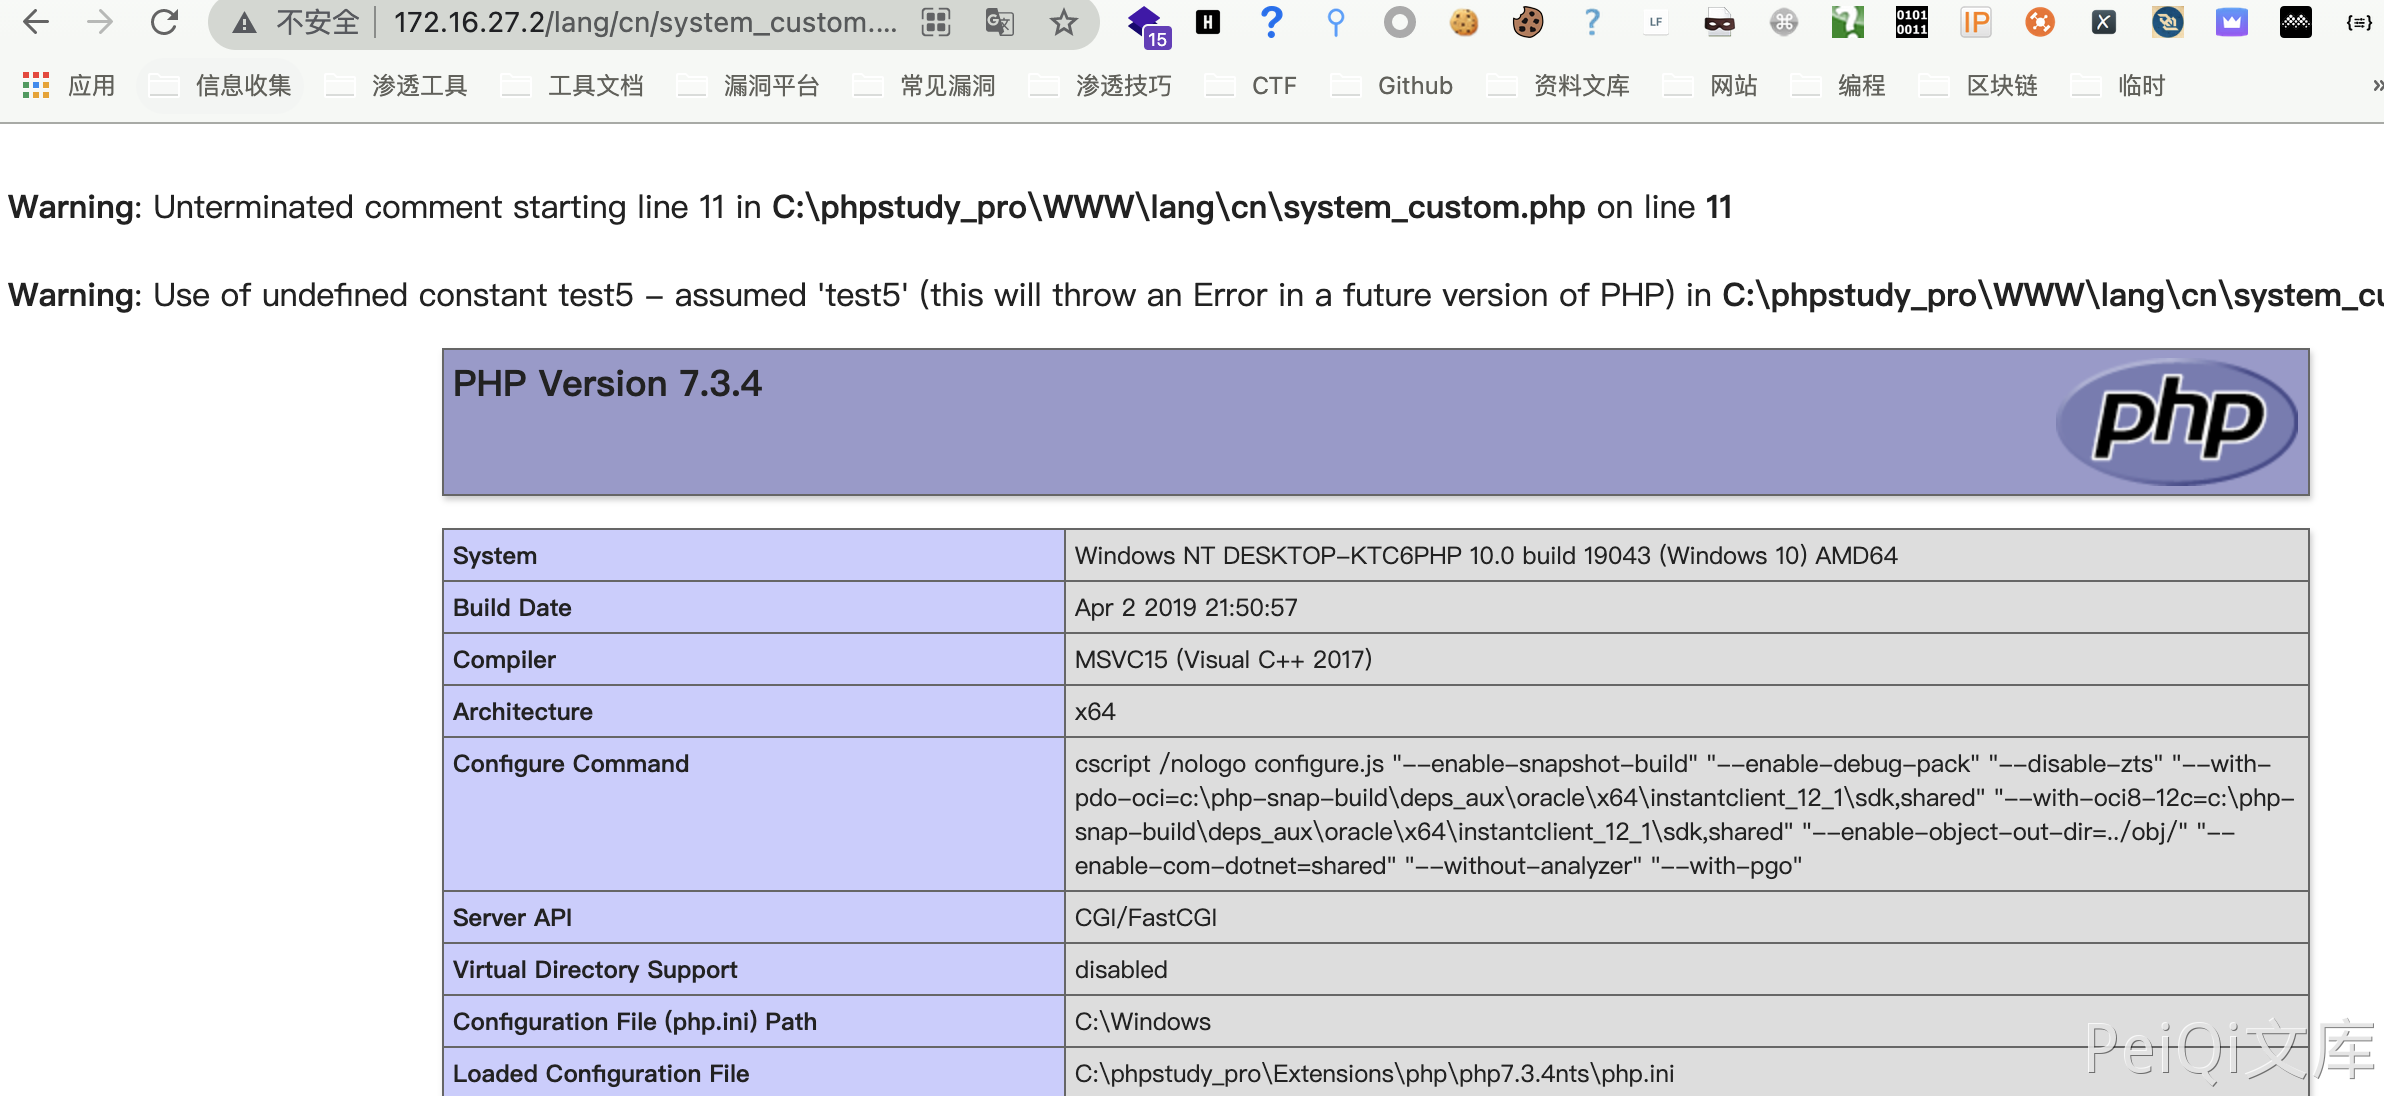 不安全 172.16.27.2/lang/cn/system_custom.... 15 H LF 0101 0011 IP X
应用 信息收集 渗透工具 工具文档 漏洞平台 常见漏洞 渗透技巧 CTF Github 资料文库 网站 编程 区块链 临时 »
Warning: Unterminated comment starting line 11 in C:\phpstudy_pro\WWW\lang\cn\system_custom.php on line 11
Warning: Use of undefined constant test5 – assumed 'test5' (this will throw an Error in a future version of PHP) in C:\phpstudy_pro\WWW\lang\cn\system_cu
PHP Version 7.3.4
php
System Windows NT DESKTOP–KTC6PHP 10.0 build 19043 (Windows 10) AMD64
Build Date Apr 2 2019 21:50:57
Compiler MSVC15 (Visual C++ 2017)
Architecture x64
Configure Command cscript /nologo configure.js "--enable-snapshot-build" "--enable-debug-pack" "--disable-zts" "--with-
pdo-oci=c:\php-snap-build\deps_aux\oracle\x64\instantclient_12_1\sdk,shared" "--with-oci8-12c=c:\php-
snap-build\deps_aux\oracle\x64\instantclient_12_1\sdk,shared" "--enable-object-out-dir=../obj/" "--
enable-com-dotnet=shared" "--without-analyzer" "--with-pgo"
Server API CGI/FastCGI
Virtual Directory Support disabled
Configuration File (php.ini) Path C:\Windows
Loaded Configuration File C:\phpstudy_pro\Extensions\php\php7.3.4nts\php.ini
PeiQi文库